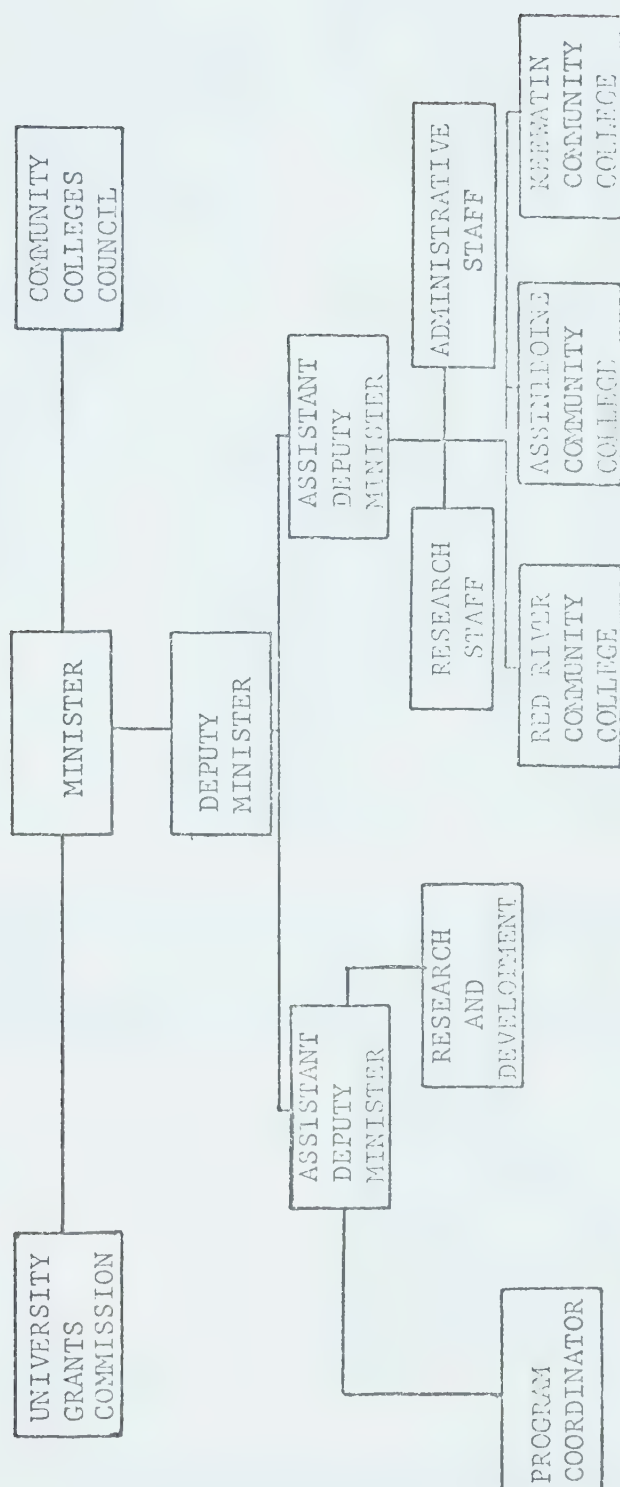 UNIVERSITY
GRANTS
COMMISSION
MINISTER
COMMUNITY
COLLEGES
COUNCIL
DEPUTY
MINISTER
ASSISTANT
DEPUTY
MINISTER
ASSISTANT
DEPUTY
MINISTER
RESEARCH
AND
DEVELOPMENT
RESEARCH
STAFF
ADMINISTRATIVE
STAFF
PROGRAM
COORDINATOR
RED RIVER
COMMUNITY
COLLEGE
ASSINIBOINE
COMMUNITY
COLLEGE
KEEWATIN
COMMUNITY
COLLEGE